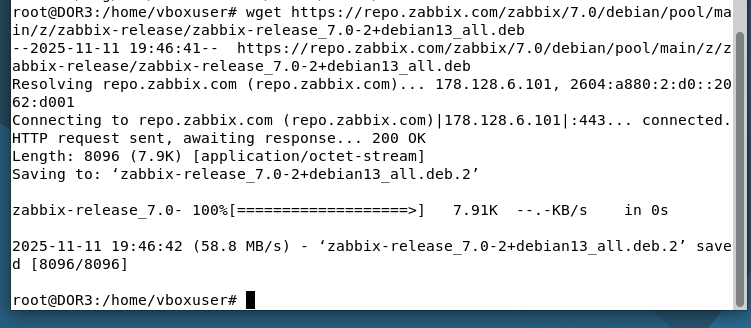 root@DOR3:/home/vboxuser# wget https://repo.zabbix.com/zabbix/7.0/debian/pool/ma
in/z/zabbix-release/zabbix-release_7.0-2+debian13_all.deb
--2025-11-11 19:46:41--  https://repo.zabbix.com/zabbix/7.0/debian/pool/main/z/z
abbix-release/zabbix-release_7.0-2+debian13_all.deb
Resolving repo.zabbix.com (repo.zabbix.com)... 178.128.6.101, 2604:a880:2:d0::20
62:d001
Connecting to repo.zabbix.com (repo.zabbix.com)|178.128.6.101|:443... connected.
HTTP request sent, awaiting response... 200 OK
Length: 8096 (7.9K) [application/octet-stream]
Saving to: ‘zabbix-release_7.0-2+debian13_all.deb.2’
zabbix-release_7.0- 100%[===================>]   7.91K  --.-KB/s    in 0s
2025-11-11 19:46:42 (58.8 MB/s) - ‘zabbix-release_7.0-2+debian13_all.deb.2’ save
d [8096/8096]
root@DOR3:/home/vboxuser#